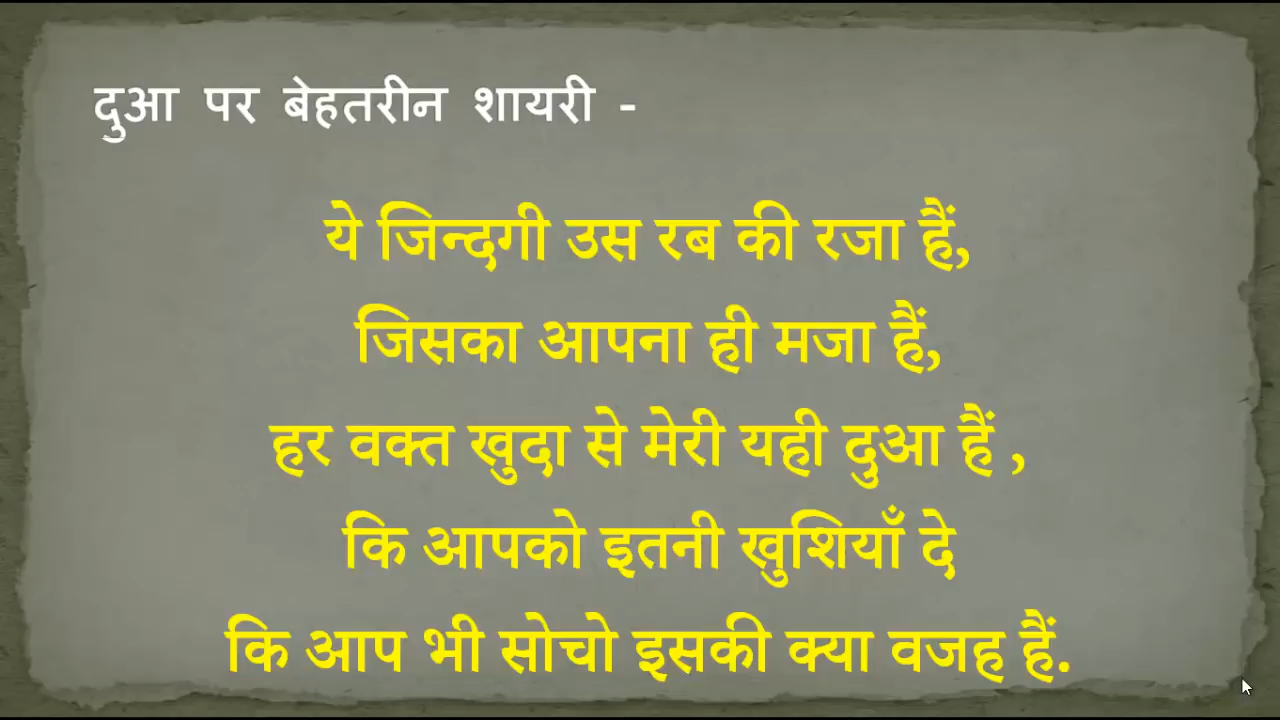 दुआ पर बेहतरीन शायरी -
ये जिन्दगी उस रब की रजा हैं,
जिसका आपना ही मजा हैं,
हर वक्त खुदा से मेरी यही दुआ हैं ,
कि आपको इतनी खुशियाँ दे
कि आप भी सोचो इसकी क्या वजह हैं.